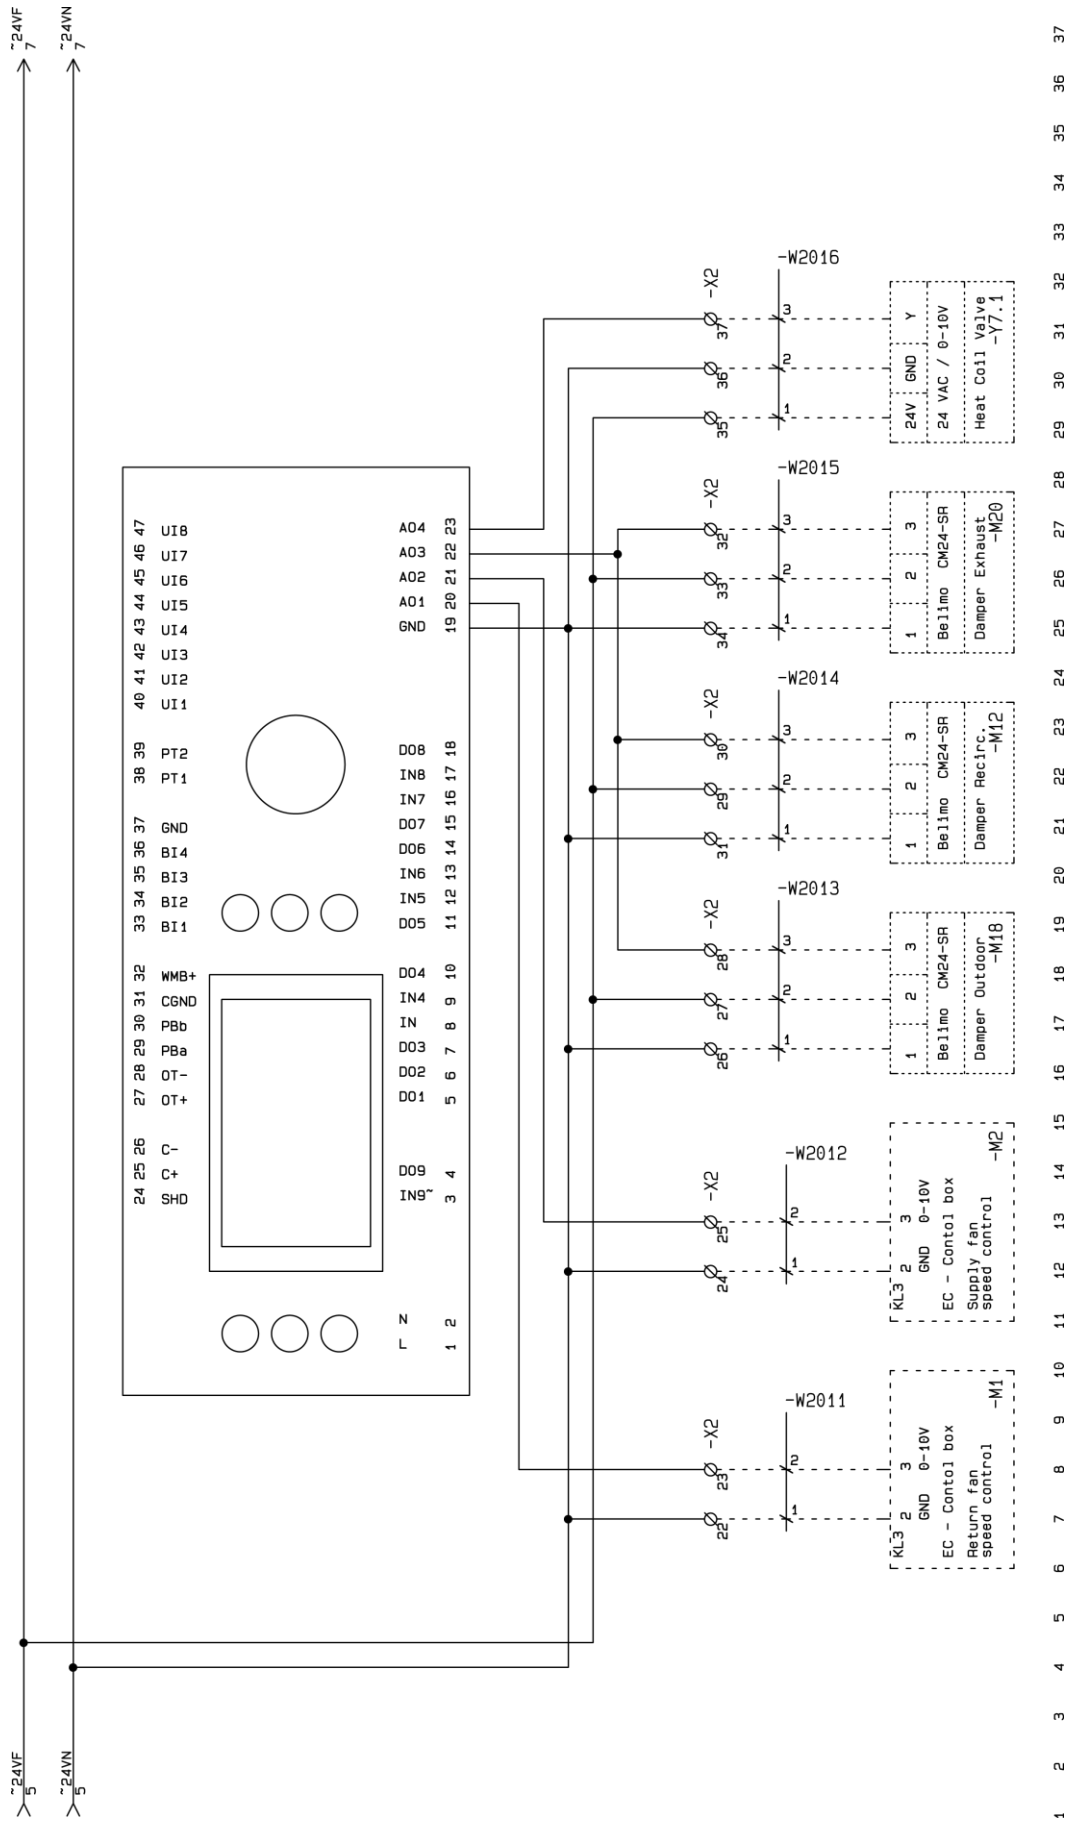 ~24VF
5
~24VN
5
~24VF
7
~24VN
7
24 SHD
25 C+
26 C-
27 OT+
28 OT-
29 PBa
30 PBb
31 CGND
32 WMB+
33 BI1
34 BI2
35 BI3
36 BI4
37 GND
38 PT1
39 PT2
40 UI1
41 UI2
42 UI3
43 UI4
44 UI5
45 UI6
46 UI7
47 UI8
L 1
N 2
IN9~ 3
DO9 4
DO1 5
DO2 6
DO3 7
IN 8
IN4 9
DO4 10
DO5 11
IN5 12
IN6 13
DO6 14
DO7 15
IN7 16
IN8 17
DO8 18
GND 19
AO1 20
AO2 21
AO3 22
AO4 23
22 23 -X2
1 2 -W2011
KL3 2 3
GND 0-10V
EC - Contol box
Return fan
speed control
-M1
24 25 -X2
1 2 -W2012
KL3 2 3
GND 0-10V
EC - Contol box
Supply fan
speed control
-M2
26 27 28 -X2
1 2 3 -W2013
1 2 3
Belimo CM24-SR
Damper Outdoor
-M18
31 29 30 -X2
1 2 3 -W2014
1 2 3
Belimo CM24-SR
Damper Recirc.
-M12
34 33 32 -X2
1 2 3 -W2015
1 2 3
Belimo CM24-SR
Damper Exhaust
-M20
35 36 37 -X2
1 2 3 -W2016
24V GND Y
24 VAC / 0-10V
Heat Coil Valve
-Y7.1
1 2 3 4 5 6 7 8 9 10 11 12 13 14 15 16 17 18 19 20 21 22 23 24 25 26 27 28 29 30 31 32 33 34 35 36 37